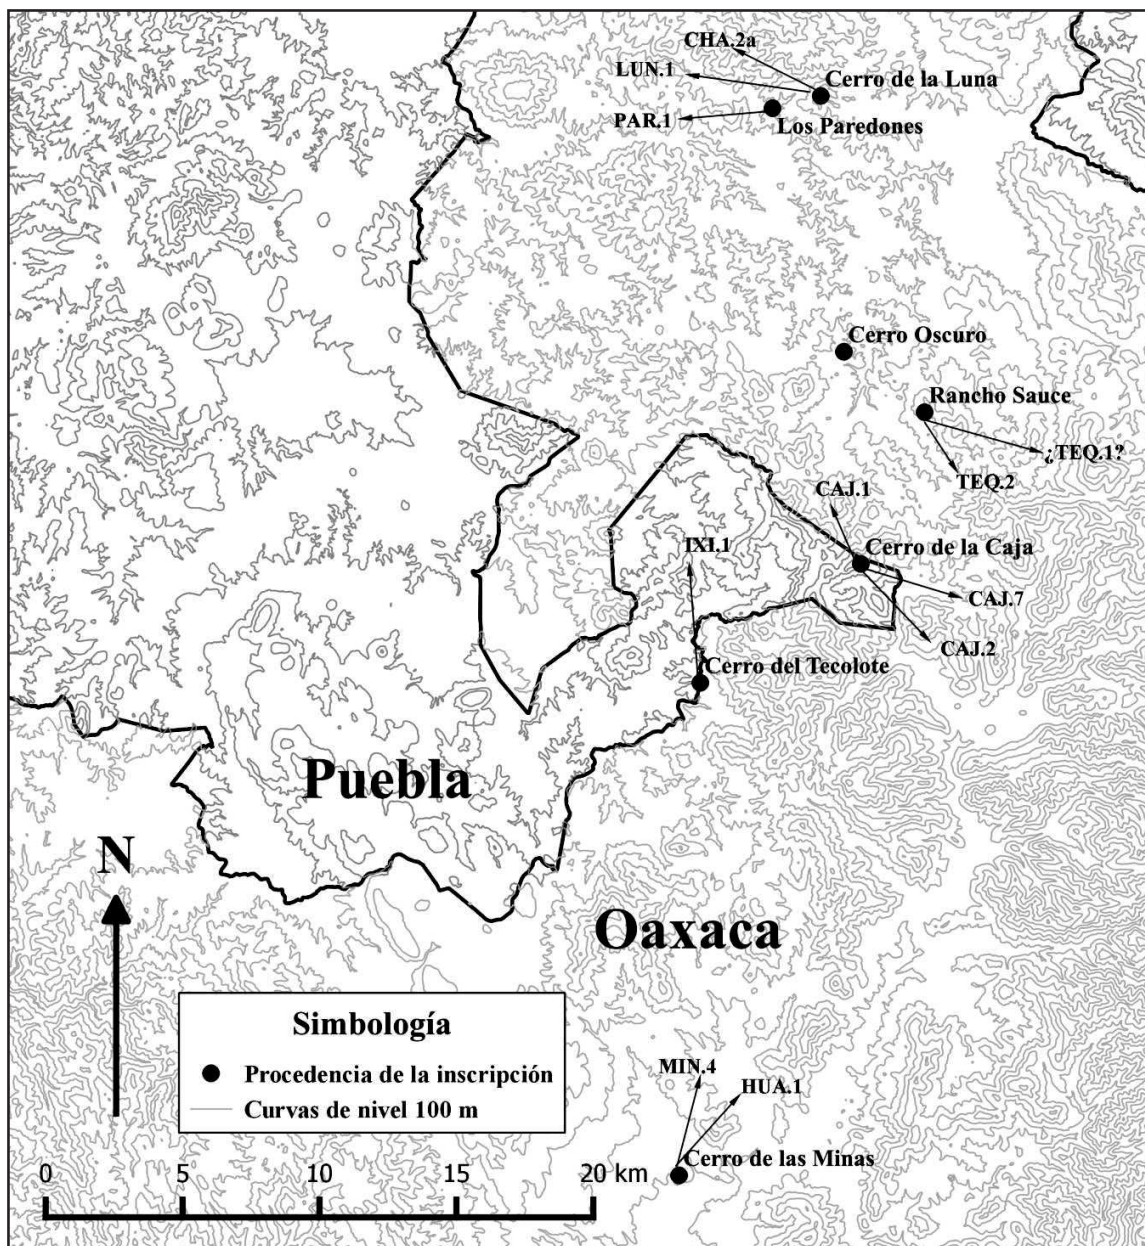 CHA.2a
LUN.1
Cerro de la Luna
PAR.1
Los Paredones
Cerro Oscuro
Rancho Sauce
¿TEQ.1?
TEQ.2
CAJ.1
IXI.1
Cerro de la Caja
CAJ.7
CAJ.2
Cerro del Tecolote
Puebla
N
Oaxaca
Simbología
Procedencia de la inscripción
Curvas de nivel 100 m
MIN.4
HUA.1
Cerro de las Minas
0 5 10 15 20 km